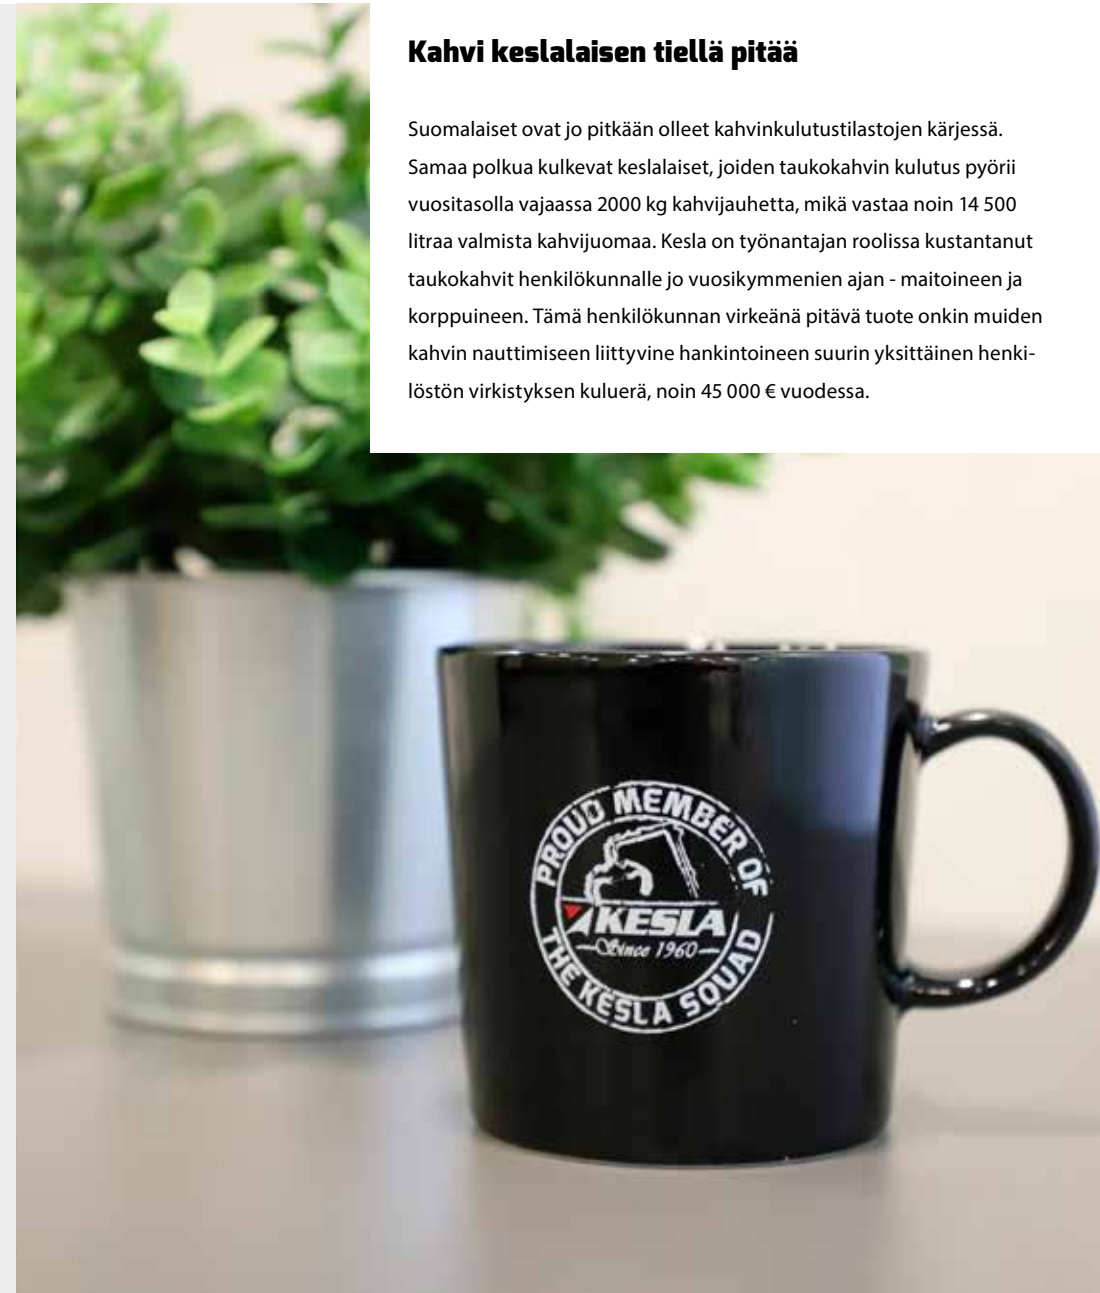 Kahvi keslalaisen tiellä pitää
Suomalaiset ovat jo pitkään olleet kahvinkulutustilastojen kärjessä.
Samaa polkua kulkevat keslalaiset, joiden taukokahvin kulutus pyörii
vuositasolla vajaassa 2000 kg kahvijauhetta, mikä vastaa noin 14 500
litraa valmista kahvijuomaa. Kesla on työnantajan roolissa kustantanut
taukokahvit henkilökunnalle jo vuosikymmenien ajan - maitoineen ja
korppuineen. Tämä henkilökunnan virkeänä pitävä tuote onkin muiden
kahvin nauttimiseen liittyvine hankintoineen suurin yksittäinen henki-
löstön virkistyksen kuluerä, noin 45 000 € vuodessa.
PROUD MEMBER OF
KESLA
Since 1960
THE KESLA SQUAD